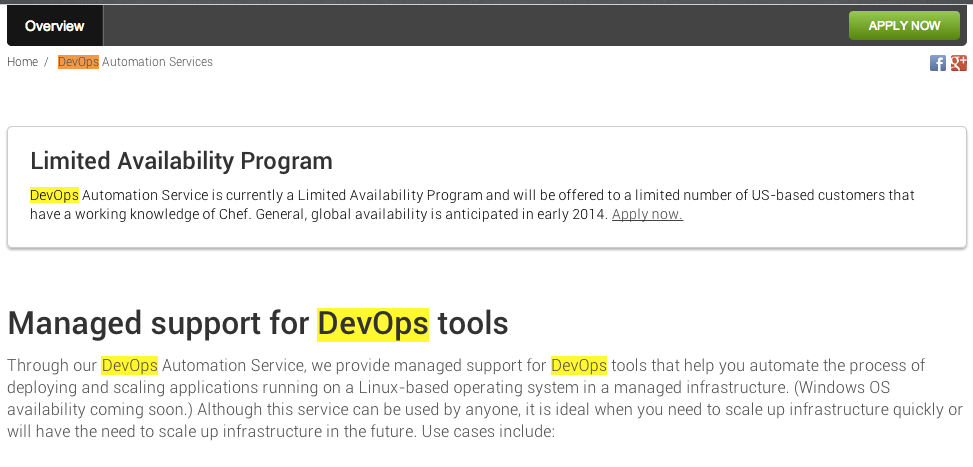 Overview
APPLY NOW
Home / DevOps Automation Services
f
g+
Limited Availability Program
DevOps Automation Service is currently a Limited Availability Program and will be offered to a limited number of US-based customers that
have a working knowledge of Chef. General, global availability is anticipated in early 2014. Apply now.
Managed support for DevOps tools
Through our DevOps Automation Service, we provide managed support for DevOps tools that help you automate the process of
deploying and scaling applications running on a Linux-based operating system in a managed infrastructure. (Windows OS
availability coming soon.) Although this service can be used by anyone, it is ideal when you need to scale up infrastructure quickly or
will have the need to scale up infrastructure in the future. Use cases include: